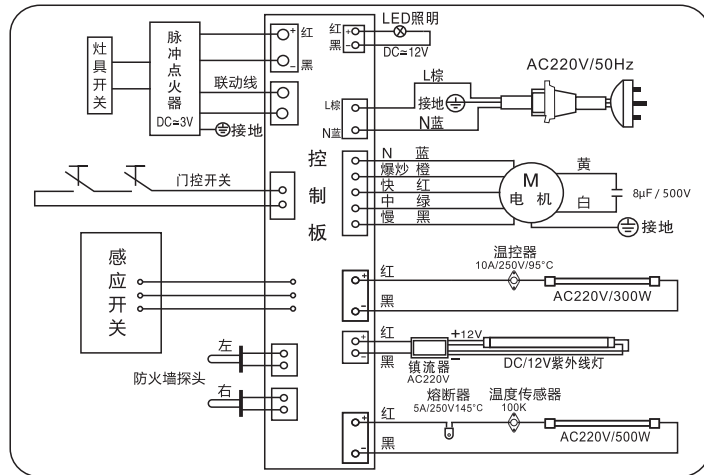 灶具开关
脉冲点火器
DC≃3V
红
黑
+
-
联动线
接地
红
黑
+
-
LED照明
DC≃12V
L棕
N蓝
L棕
接地
N蓝
AC220V/50Hz
控制板
门控开关
N 蓝
爆炒 橙
快 红
中 绿
慢 黑
M
电机
黄
白
8μF / 500V
接地
感应开关
红
黑
+
-
温控器
10A/250V/95°C
AC220V/300W
左
右
防火墙探头
红
黑
+
-
镇流器
AC220V
+12V
-
DC/12V紫外线灯
红
黑
+
-
熔断器
5A/250V145°C
温度传感器
100K
AC220V/500W